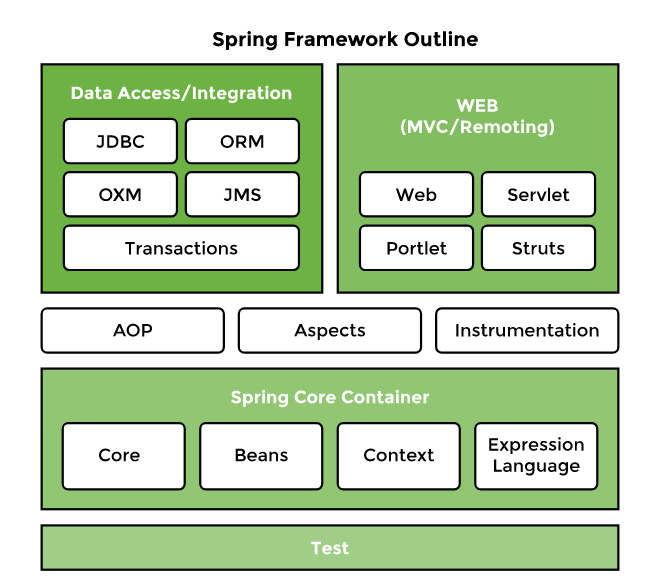 Spring Framework Outline
Data Access/Integration
JDBC
ORM
OXM
JMS
Transactions
WEB
(MVC/Remoting)
Web
Servlet
Portlet
Struts
AOP
Aspects
Instrumentation
Spring Core Container
Core
Beans
Context
Expression
Language
Test